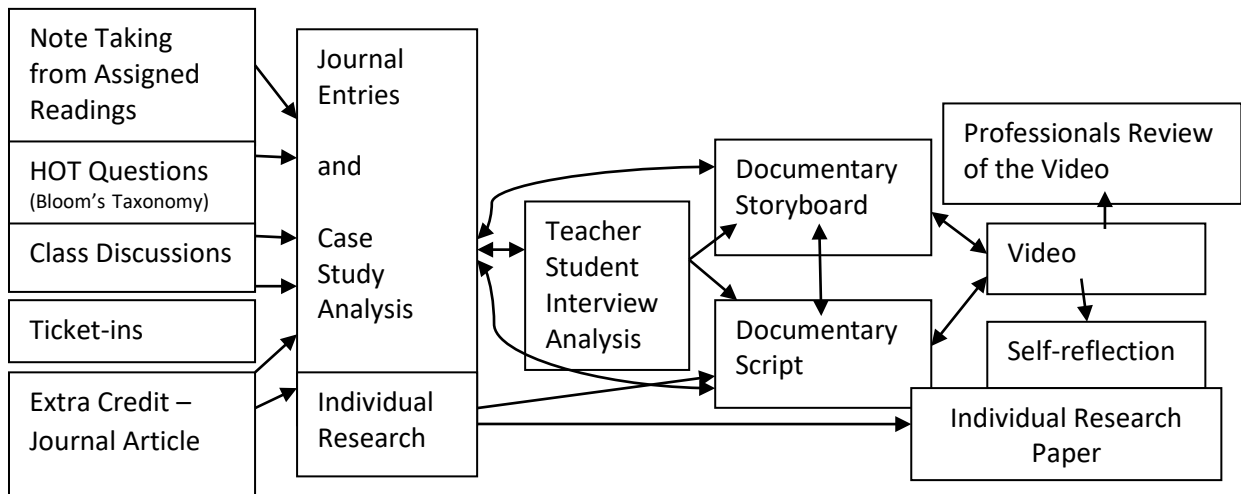 Note Taking
from Assigned
Readings
HOT Questions
(Bloom's Taxonomy)
Class Discussions
Ticket-ins
Extra Credit –
Journal Article
Journal
Entries
and
Case
Study
Analysis
Individual
Research
Teacher
Student
Interview
Analysis
Documentary
Storyboard
Documentary
Script
Professionals Review
of the Video
Video
Self-reflection
Individual Research
Paper